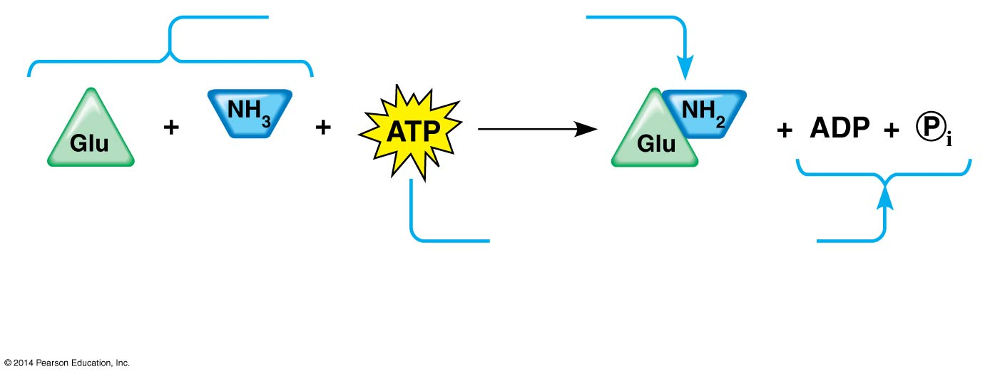 Glu + NH₃ + ATP Glu NH₂ + ADP + Ⓟi
© 2014 Pearson Education, Inc.